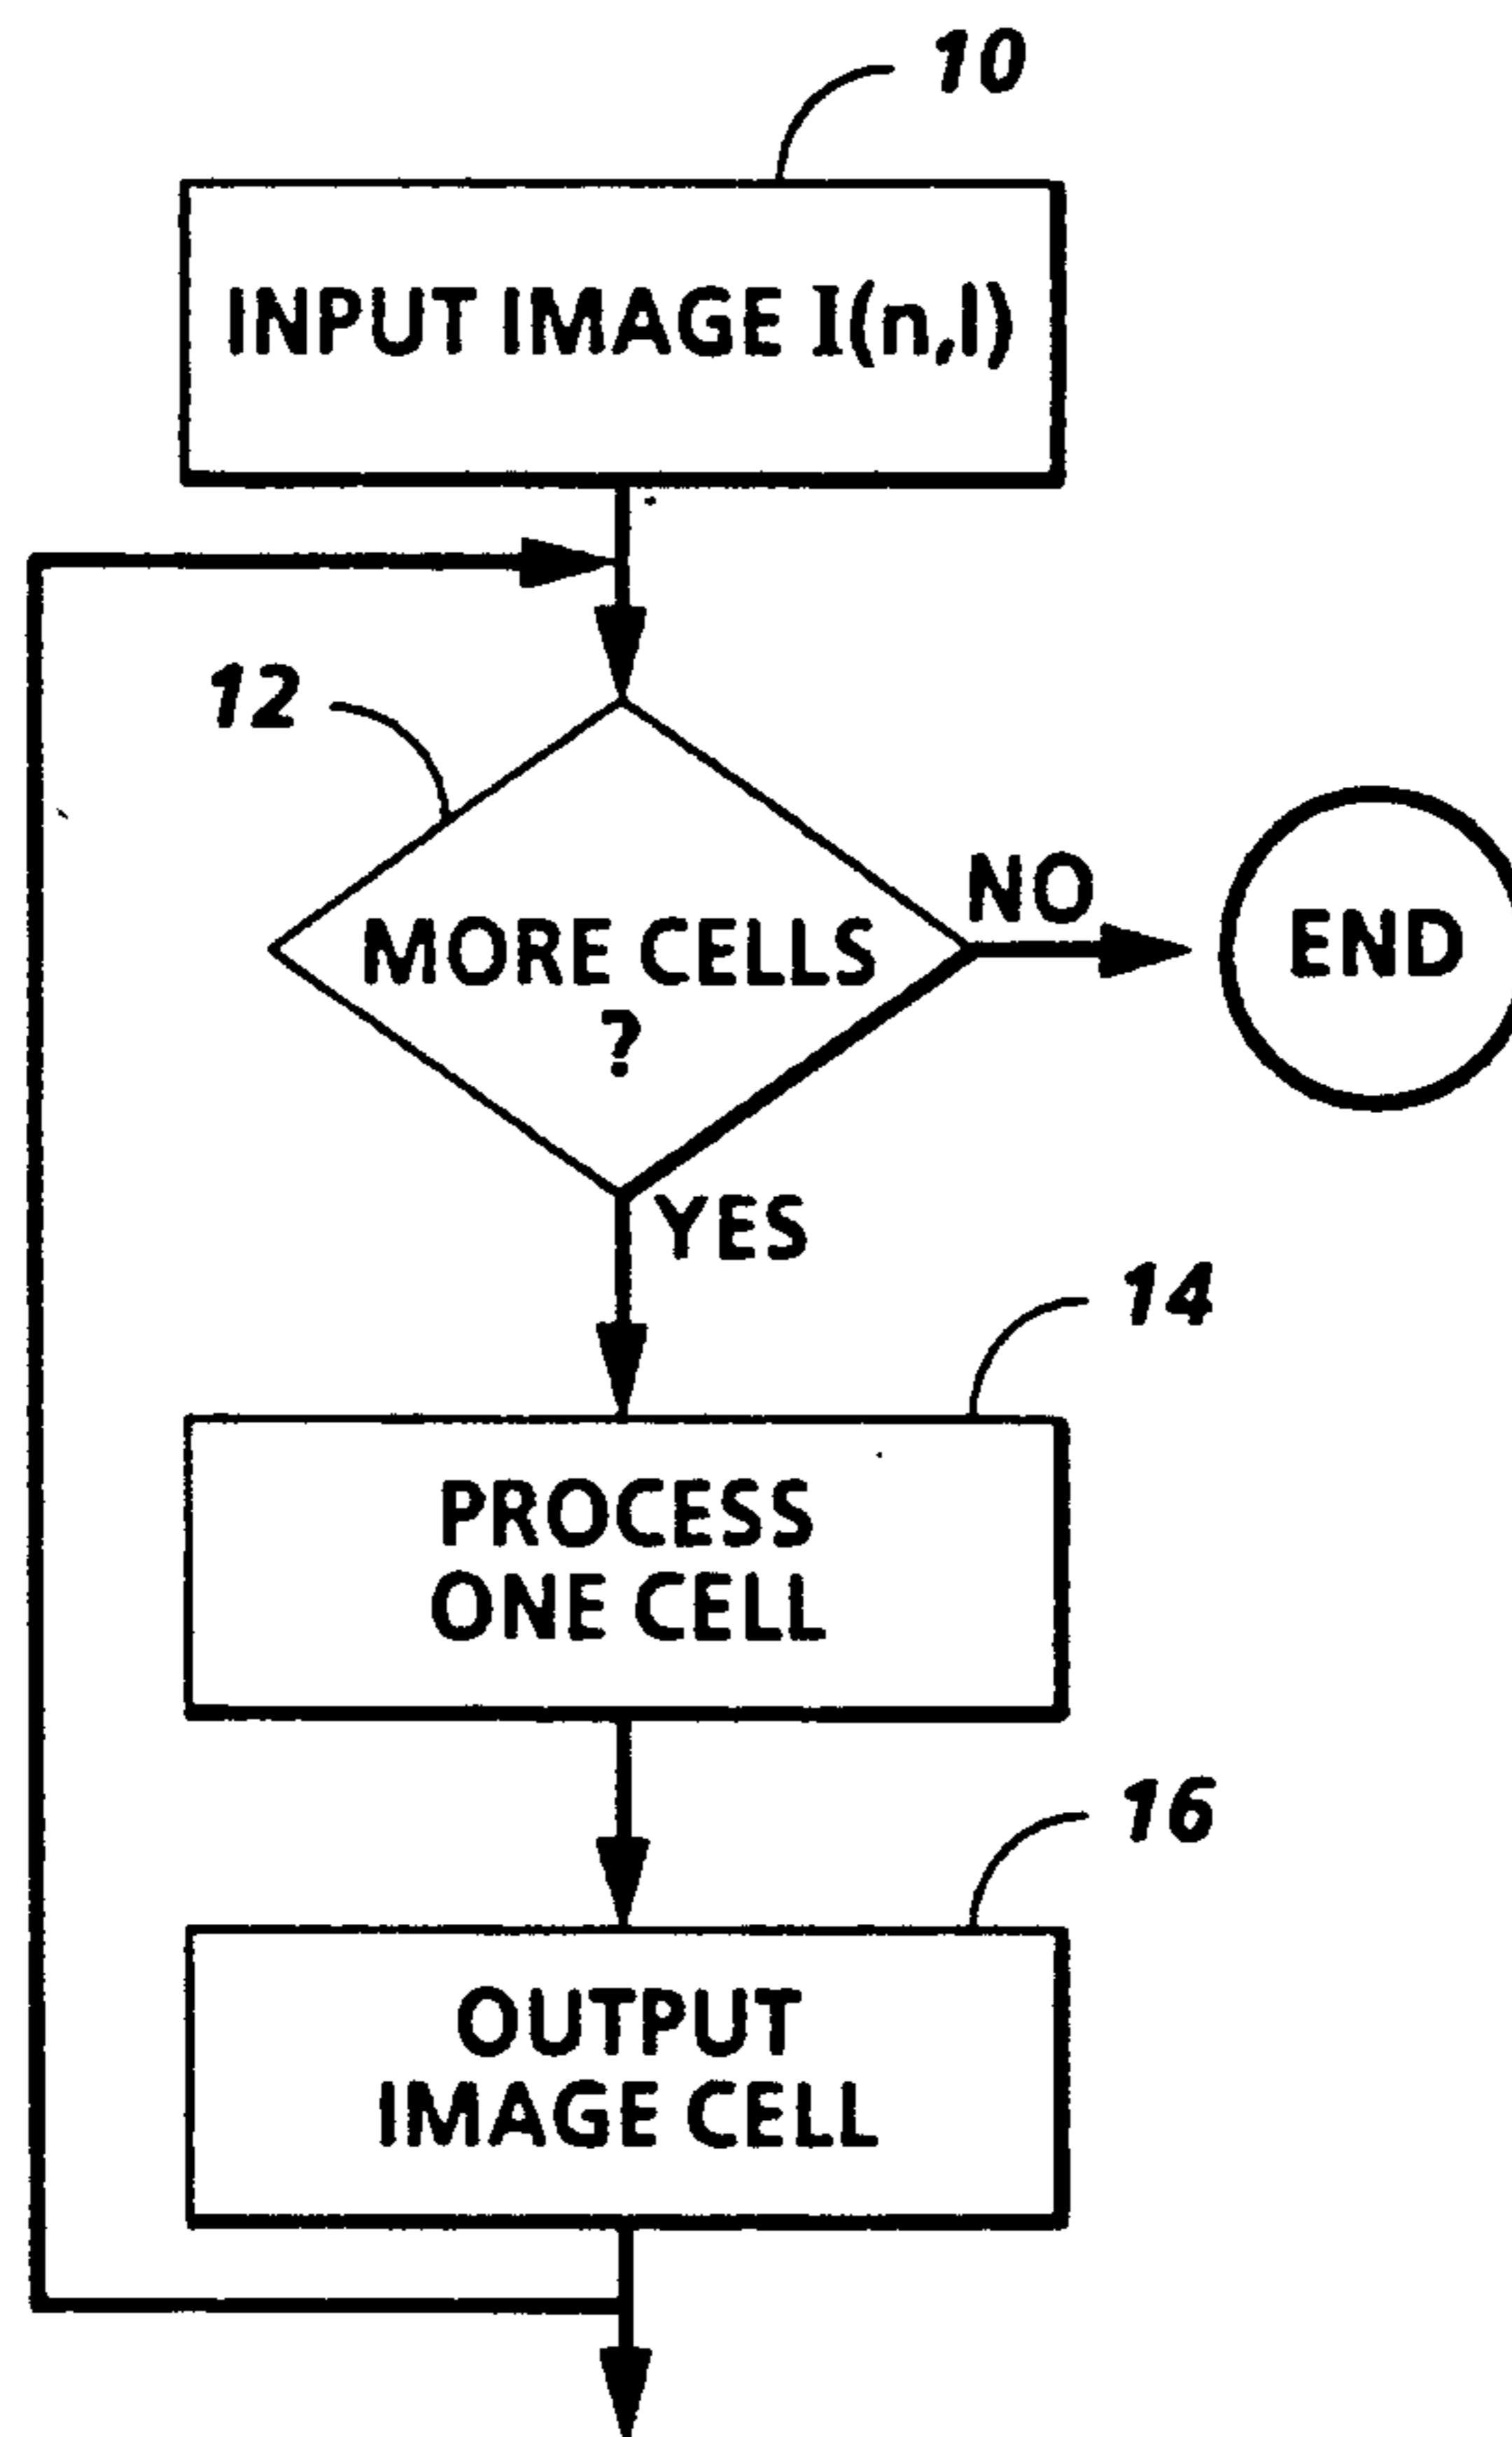 10
INPUT IMAGE I(n,l)
12
MORE CELLS
?
NO
END
YES
14
PROCESS
ONE CELL
16
OUTPUT
IMAGE CELL